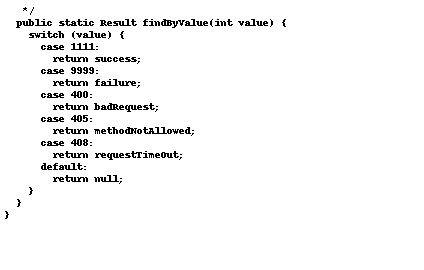 */
public static Result findByValue(int value) {
switch (value) {
case 1111:
return success;
case 9999:
return failure;
case 400:
return badRequest;
case 405:
return methodNotAllowed;
case 408:
return requestTimeOut;
default:
return null;
}
}
}